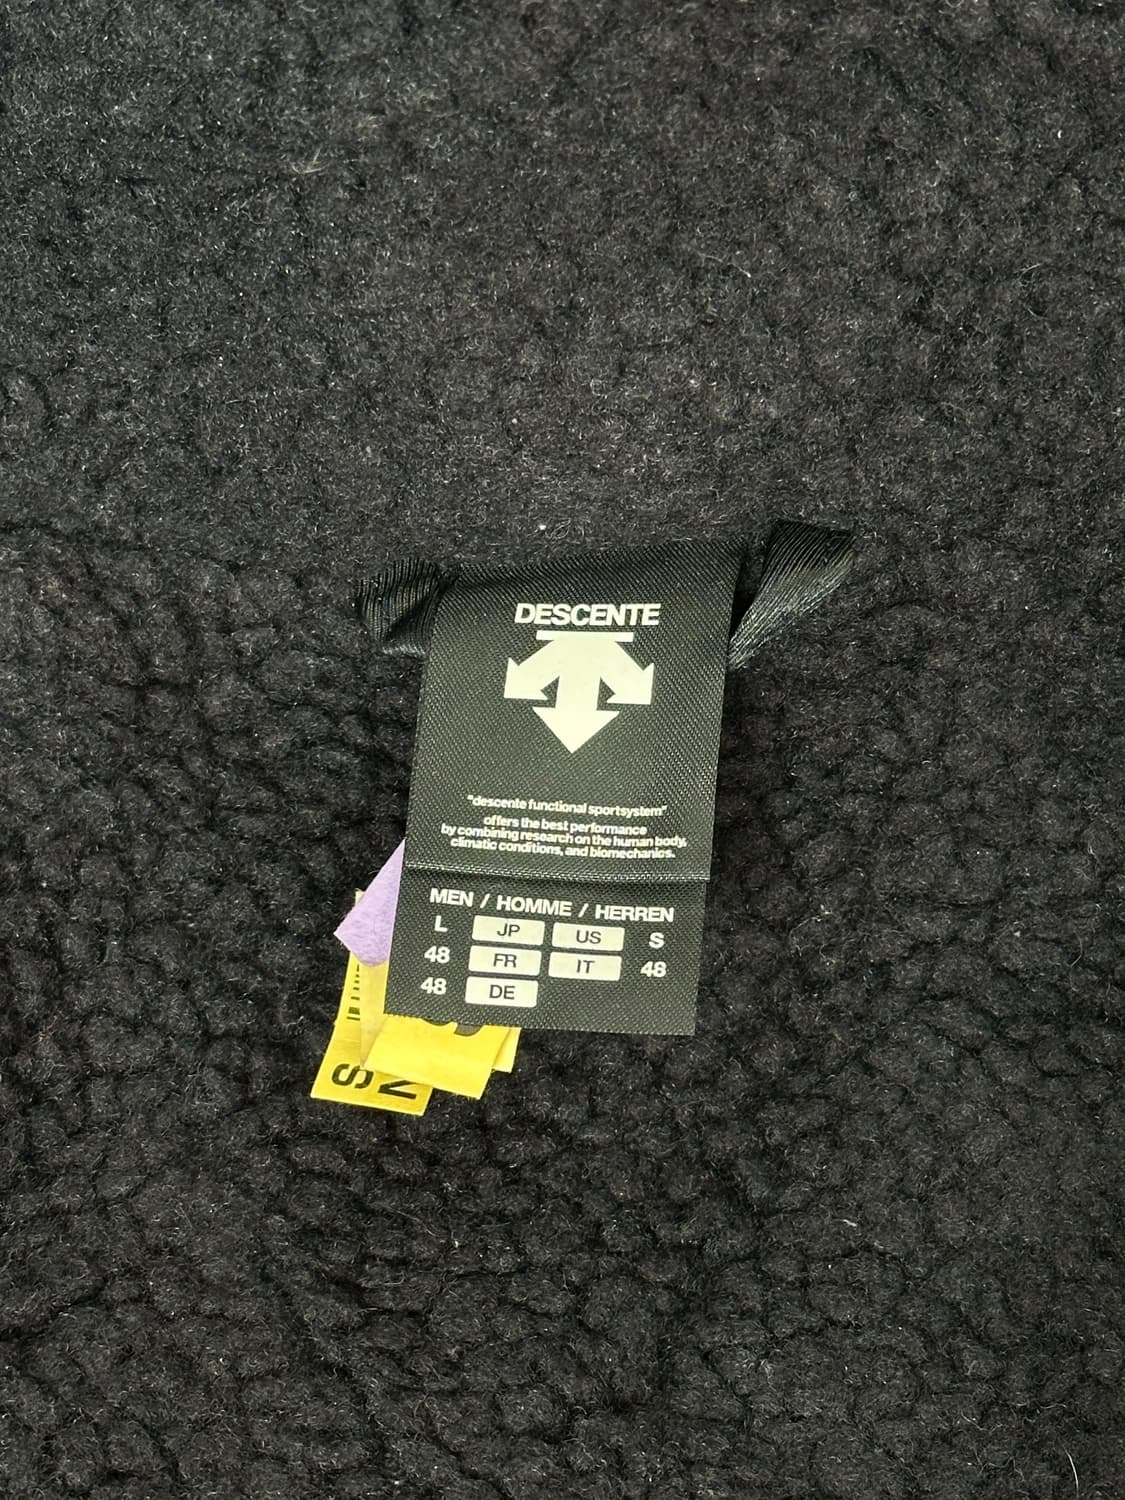 DESCENTE
"descente functional sportsystem"
offers the best performance
by combining research on the human body,
climatic conditions, and biomechanics.
MEN / HOMME / HERREN
L JP US S
48 FR IT 48
48 DE
S
N